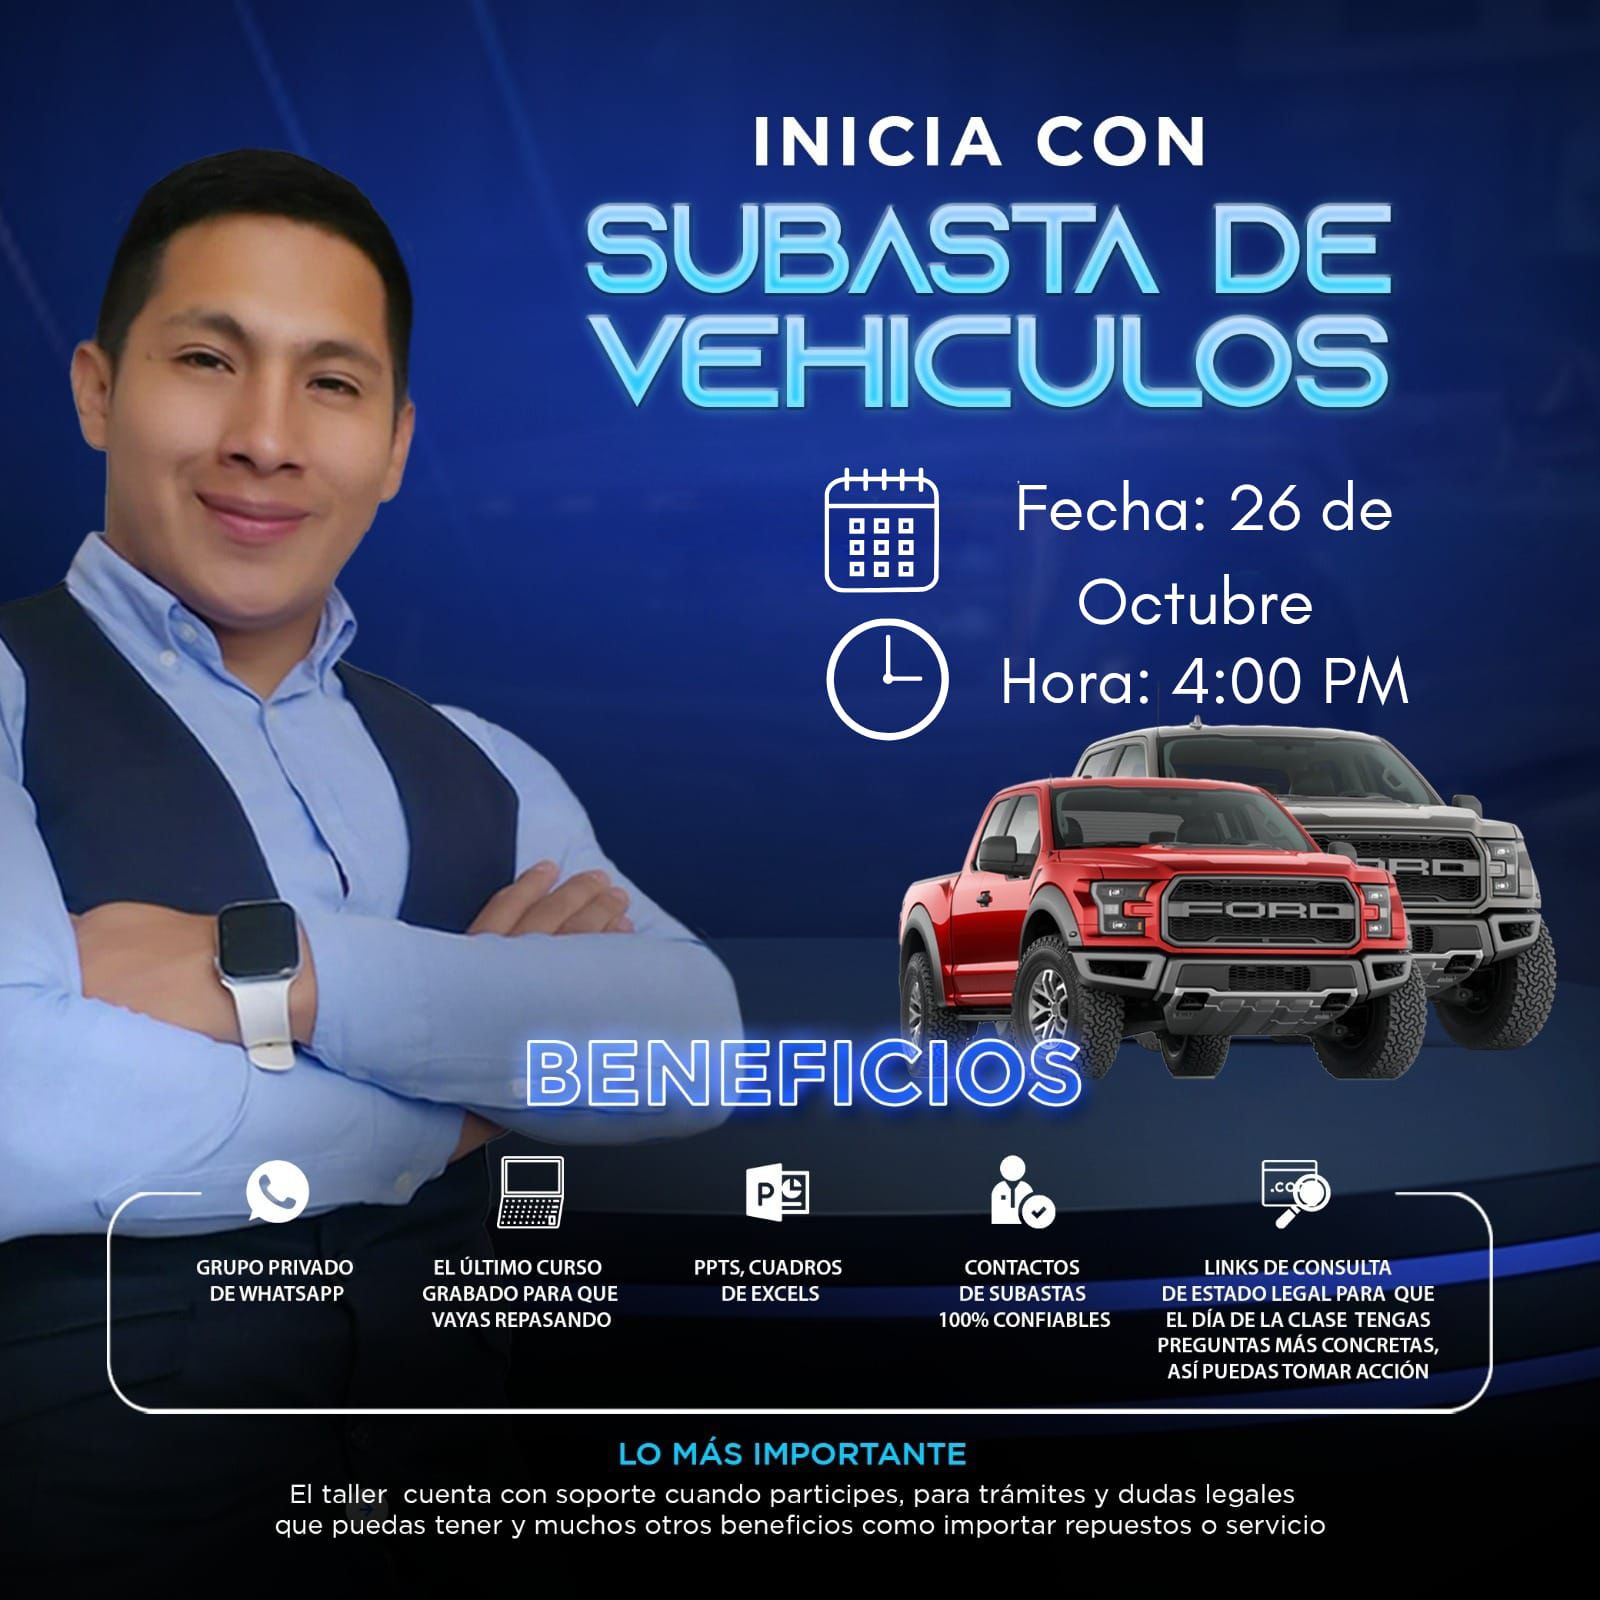 INICIA CON
SUBASTA DE
VEHICULOS
Fecha: 26 de
Octubre
Hora: 4:00 PM
FORD
BENEFICIOS
P
GRUPO PRIVADO
DE WHATSAPP
EL ÚLTIMO CURSO
GRABADO PARA QUE
VAYAS REPASANDO
PPTS, CUADROS
DE EXCELS
CONTACTOS
DE SUBASTAS
100% CONFIABLES
LINKS DE CONSULTA
DE ESTADO LEGAL PARA QUE
EL DÍA DE LA CLASE TENGAS
PREGUNTAS MÁS CONCRETAS,
ASÍ PUEDAS TOMAR ACCIÓN
LO MÁS IMPORTANTE
El taller cuenta con soporte cuando participes, para trámites y dudas legales
que puedas tener y muchos otros beneficios como importar repuestos o servicio